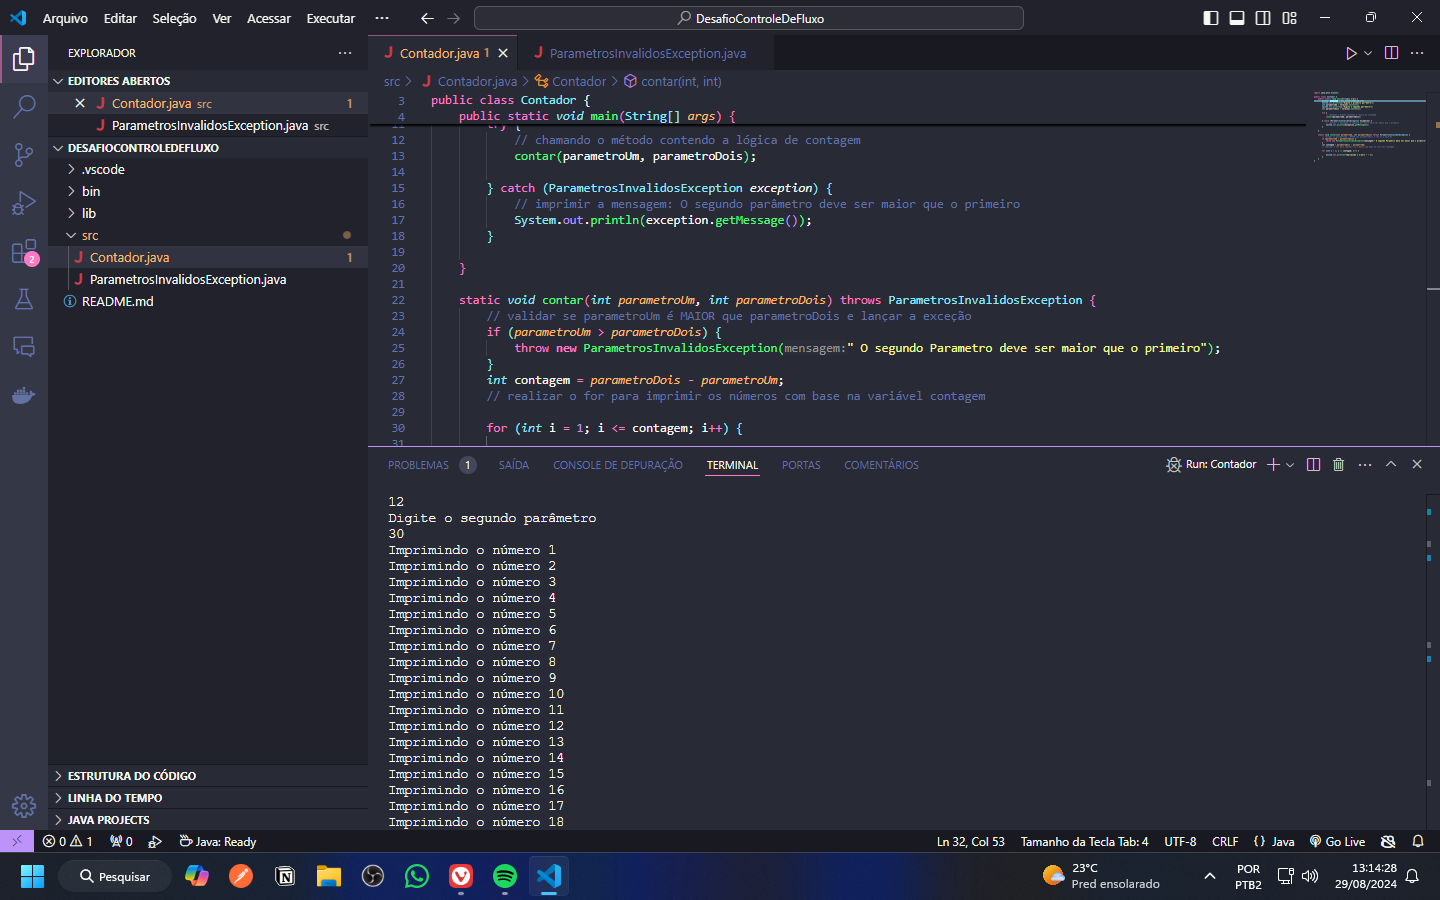 Arquivo Editar Seleção Ver Acessar Executar ··· DesafioControleDeFluxo
EXPLORADOR ···
EDITORES ABERTOS
Contador.java src 1
ParametrosInvalidosException.java src
DESAFIOCONTROLEDEFLUXO
.vscode
bin
lib
src
Contador.java 1
ParametrosInvalidosException.java
README.md
ESTRUTURA DO CÓDIGO
LINHA DO TEMPO
JAVA PROJECTS
2
Contador.java 1 ParametrosInvalidosException.java
src > Contador.java > Contador > contar(int, int)
3 public class Contador {
4 public static void main(String[] args) {
11 try {
12 // chamando o método contendo a lógica de contagem
13 contar(parametroUm, parametroDois);
14
15 } catch (ParametrosInvalidosException exception) {
16 // imprimir a mensagem: O segundo parâmetro deve ser maior que o primeiro
17 System.out.println(exception.getMessage());
18 }
19
20 }
21
22 static void contar(int parametroUm, int parametroDois) throws ParametrosInvalidosException {
23 // validar se parametroUm é MAIOR que parametroDois e lançar a exceção
24 if (parametroUm > parametroDois) {
25 throw new ParametrosInvalidosException(mensagem:" O segundo Parametro deve ser maior que o primeiro");
26 }
27 int contagem = parametroDois - parametroUm;
28 // realizar o for para imprimir os números com base na variável contagem
29
30 for (int i = 1; i <= contagem; i++) {
31
PROBLEMAS 1 SAÍDA CONSOLE DE DEPURAÇÃO TERMINAL PORTAS COMENTÁRIOS Run: Contador ···
12
Digite o segundo parâmetro
30
Imprimindo o número 1
Imprimindo o número 2
Imprimindo o número 3
Imprimindo o número 4
Imprimindo o número 5
Imprimindo o número 6
Imprimindo o número 7
Imprimindo o número 8
Imprimindo o número 9
Imprimindo o número 10
Imprimindo o número 11
Imprimindo o número 12
Imprimindo o número 13
Imprimindo o número 14
Imprimindo o número 15
Imprimindo o número 16
Imprimindo o número 17
Imprimindo o número 18
0 1 0 Java: Ready Ln 32, Col 53 Tamanho da Tecla Tab: 4 UTF-8 CRLF {} Java Go Live
Pesquisar
23°C
Pred ensolarado
POR
PTB2
13:14:28
29/08/2024